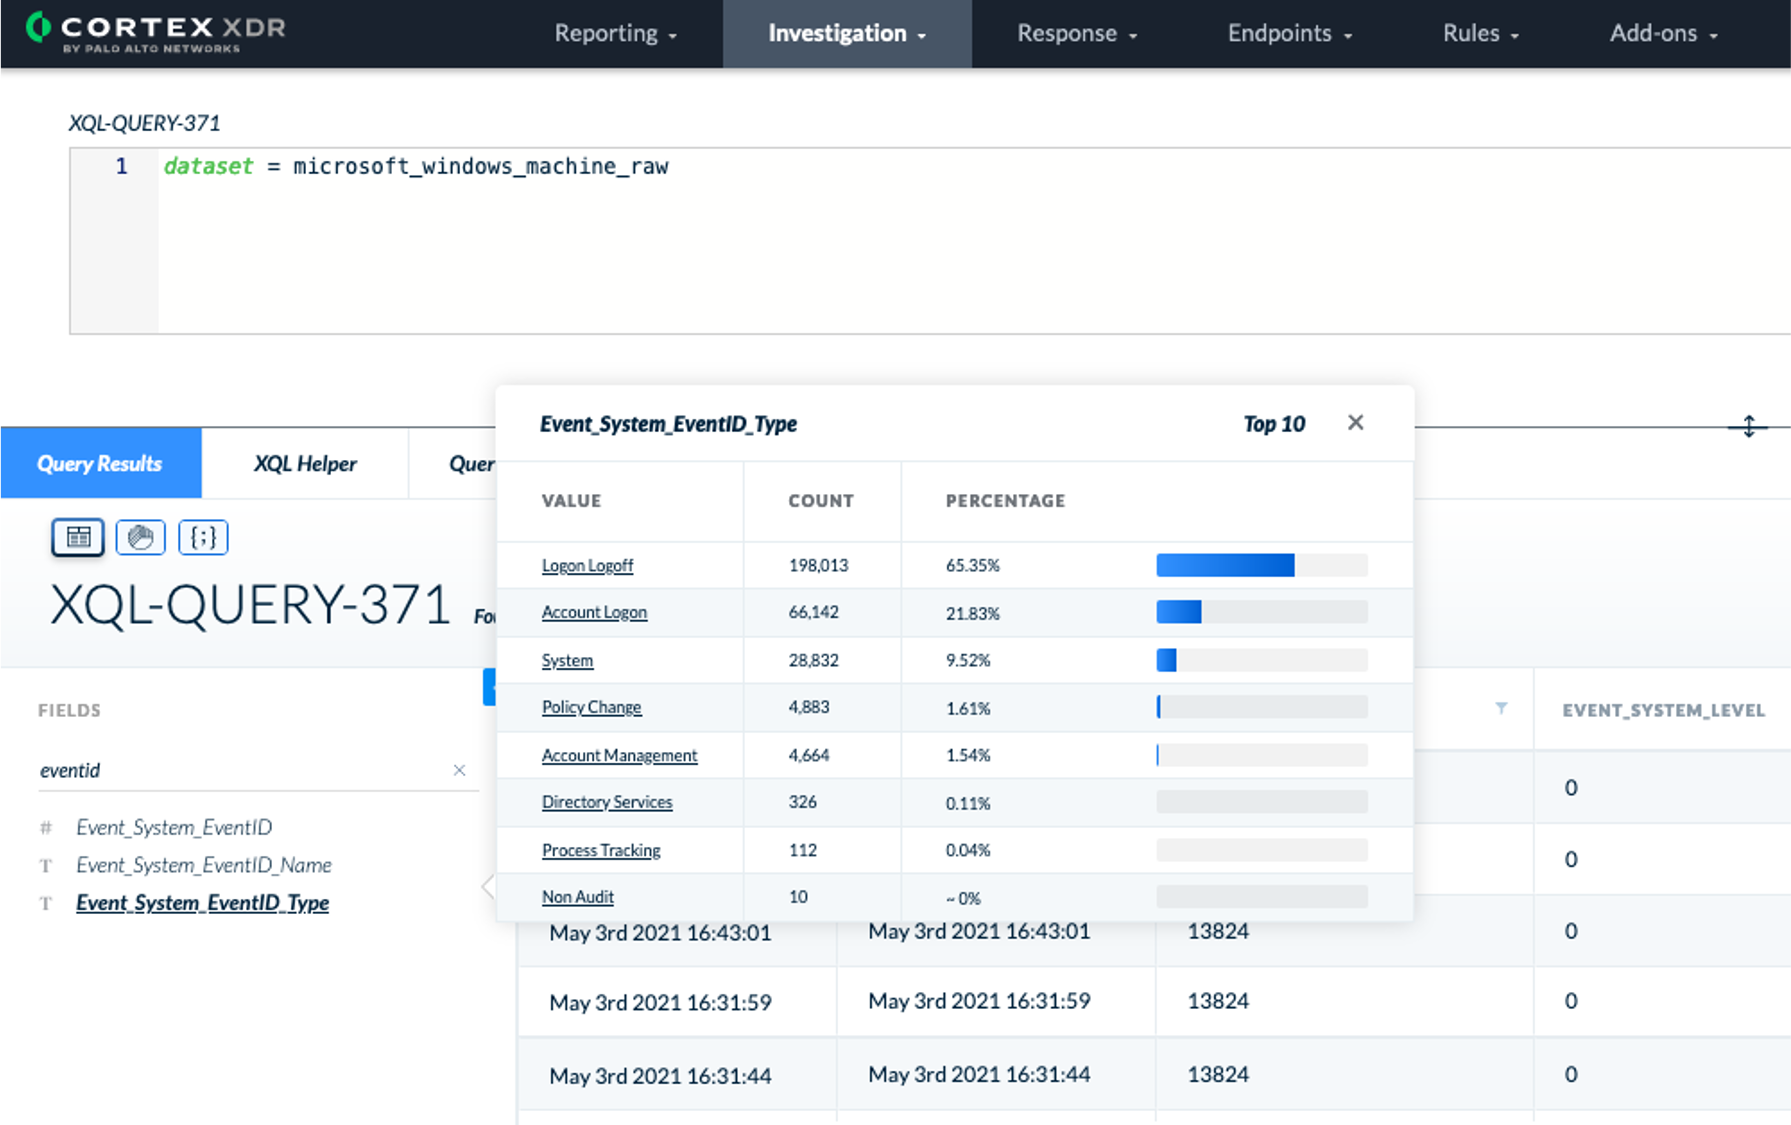 CORTEX XDR
BY PALO ALTO NETWORKS
Reporting
Investigation
Response
Endpoints
Rules
Add-ons
XQL-QUERY-371
1 dataset = microsoft_windows_machine_raw
Event_System_EventID_Type Top 10
Query Results XQL Helper Quer
VALUE COUNT PERCENTAGE
{;}
Logon Logoff 198,013 65.35%
XQL-QUERY-371
Account Logon 66,142 21.83%
System 28,832 9.52%
Policy Change 4,883 1.61%
Account Management 4,664 1.54%
Directory Services 326 0.11%
Process Tracking 112 0.04%
Non Audit 10 ~ 0%
FIELDS
eventid
# Event_System_EventID
T Event_System_EventID_Name
T Event_System_EventID_Type
EVENT_SYSTEM_LEVEL
0
0
May 3rd 2021 16:43:01 May 3rd 2021 16:43:01 13824 0
May 3rd 2021 16:31:59 May 3rd 2021 16:31:59 13824 0
May 3rd 2021 16:31:44 May 3rd 2021 16:31:44 13824 0